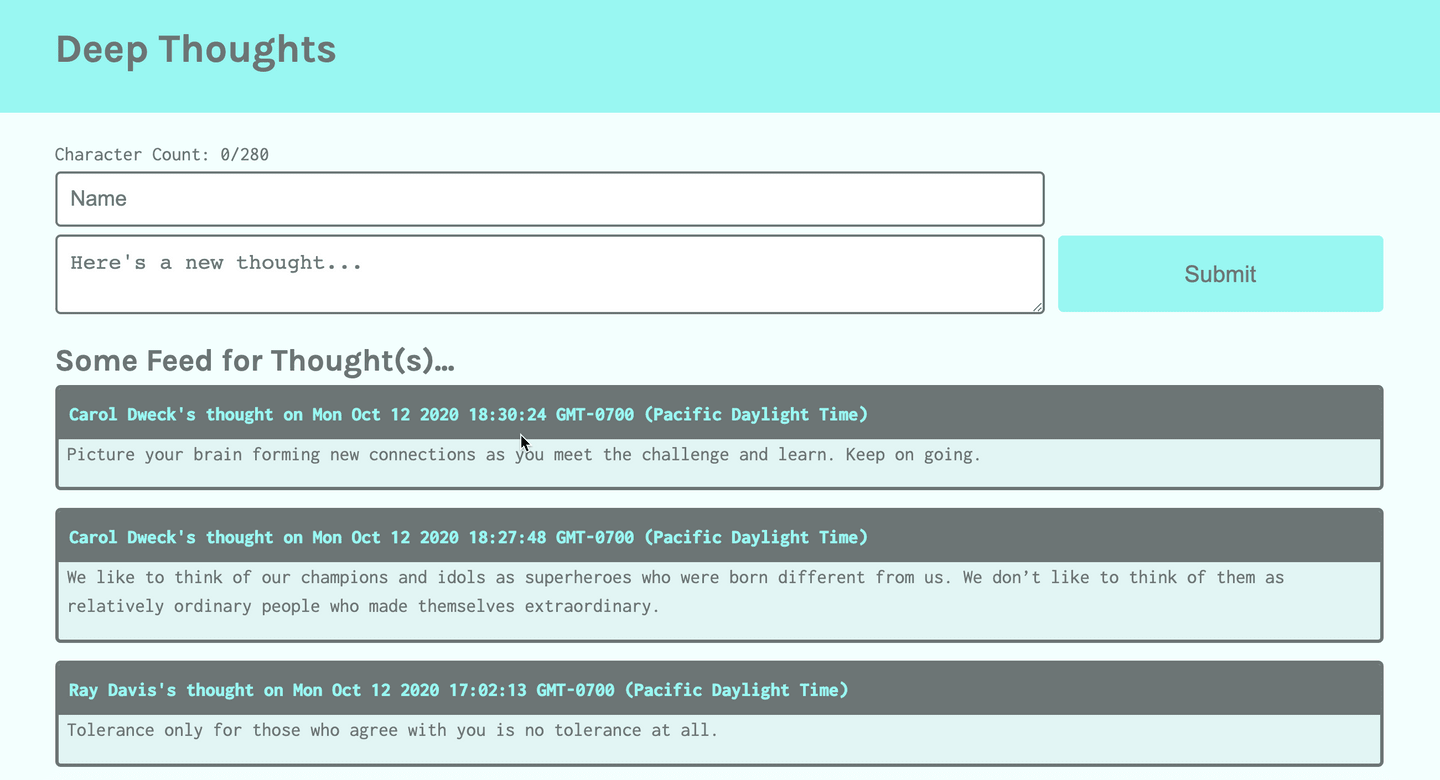 Deep Thoughts
Character Count: 0/280
Name
Here's a new thought...
Submit
Some Feed for Thought(s)…
Carol Dweck's thought on Mon Oct 12 2020 18:30:24 GMT-0700 (Pacific Daylight Time)
Picture your brain forming new connections as you meet the challenge and learn. Keep on going.
Carol Dweck's thought on Mon Oct 12 2020 18:27:48 GMT-0700 (Pacific Daylight Time)
We like to think of our champions and idols as superheroes who were born different from us. We don’t like to think of them as
relatively ordinary people who made themselves extraordinary.
Ray Davis's thought on Mon Oct 12 2020 17:02:13 GMT-0700 (Pacific Daylight Time)
Tolerance only for those who agree with you is no tolerance at all.